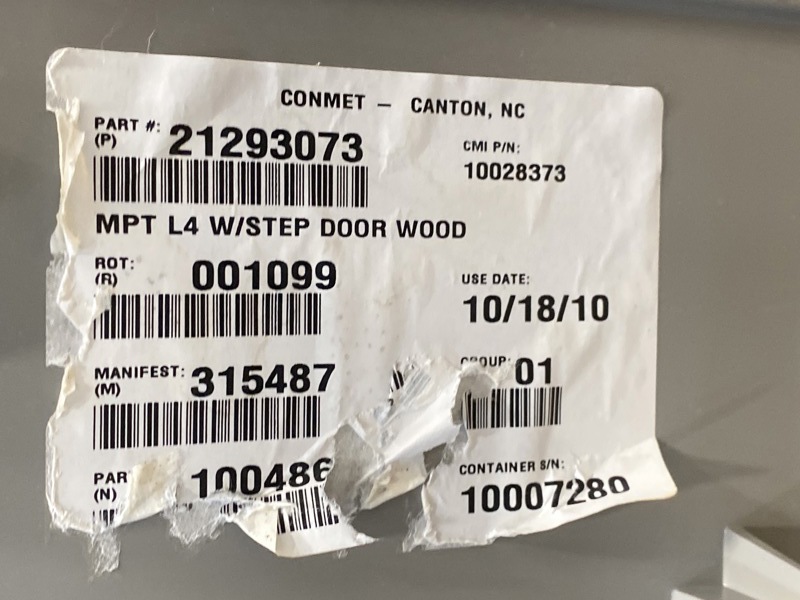 CONMET – CANTON, NC
PART #: 21293073
(P)
CMI P/N:
10028373
MPT L4 W/STEP DOOR WOOD
ROT: 001099
(R)
USE DATE:
10/18/10
MANIFEST: 315487
(M)
GROUP: 01
PAR 100486
(N)
CONTAINER S/N:
10007280